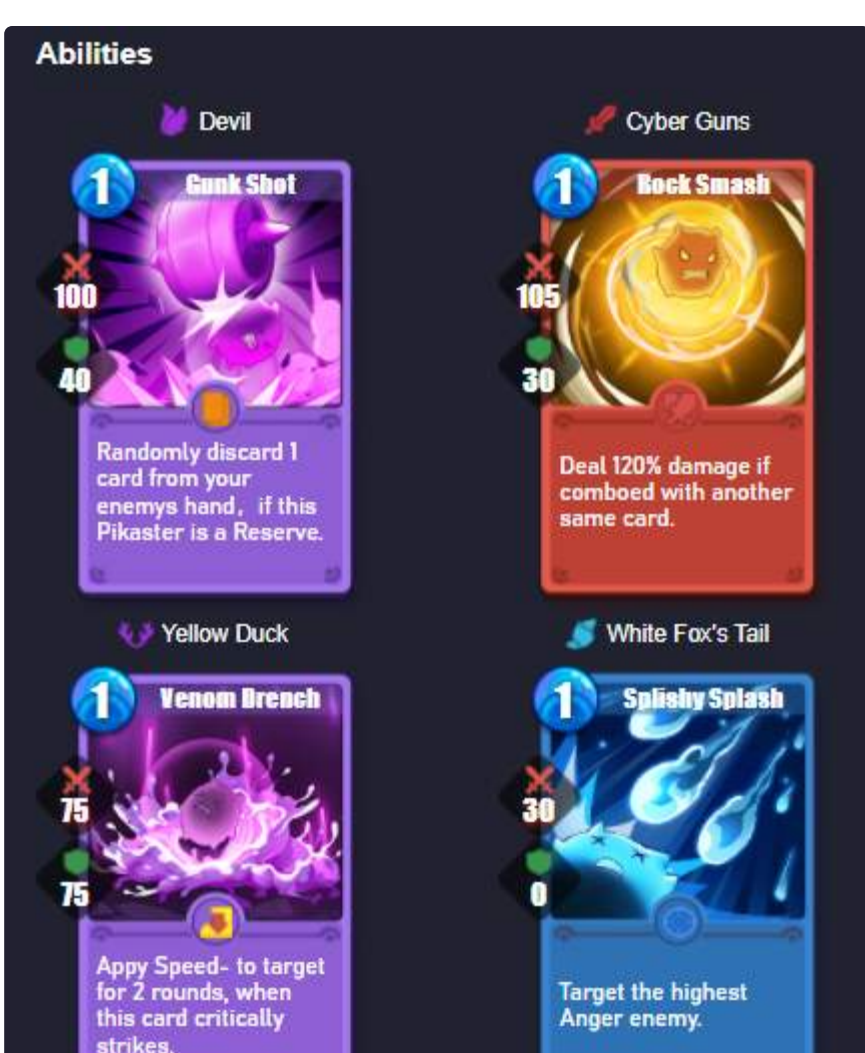 Abilities
Devil
1
Gunk Shot
100
40
Randomly discard 1
card from your
enemys hand, if this
Pikaster is a Reserve.
Cyber Guns
1
Rock Smash
105
30
Deal 120% damage if
comboed with another
same card.
Yellow Duck
1
Venom Drench
75
75
Appy Speed- to target
for 2 rounds, when
this card critically
strikes.
White Fox's Tail
1
Splishy Splash
30
0
Target the highest
Anger enemy.